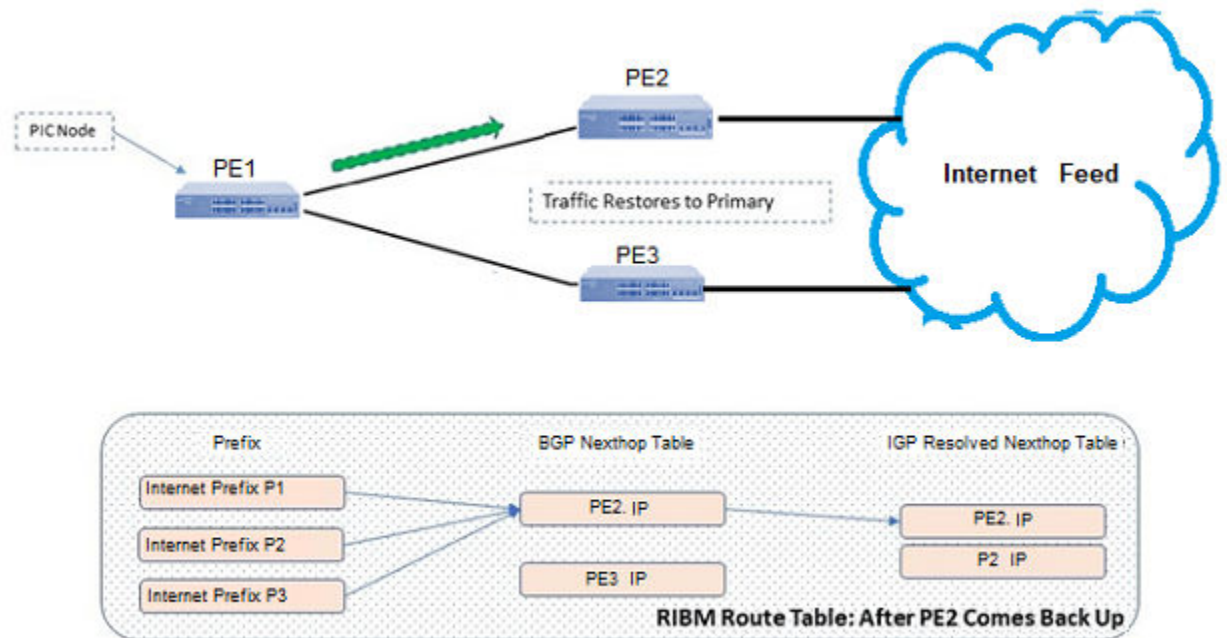 PE2
PIC Node
PE1
Internet Feed
Traffic Restores to Primary
PE3
Prefix
BGP Nexthop Table
IGP Resolved Nexthop Table
Internet Prefix P1
PE2. IP
PE2. IP
Internet Prefix P2
P2 IP
PE3 IP
Internet Prefix P3
RIBM Route Table: After PE2 Comes Back Up